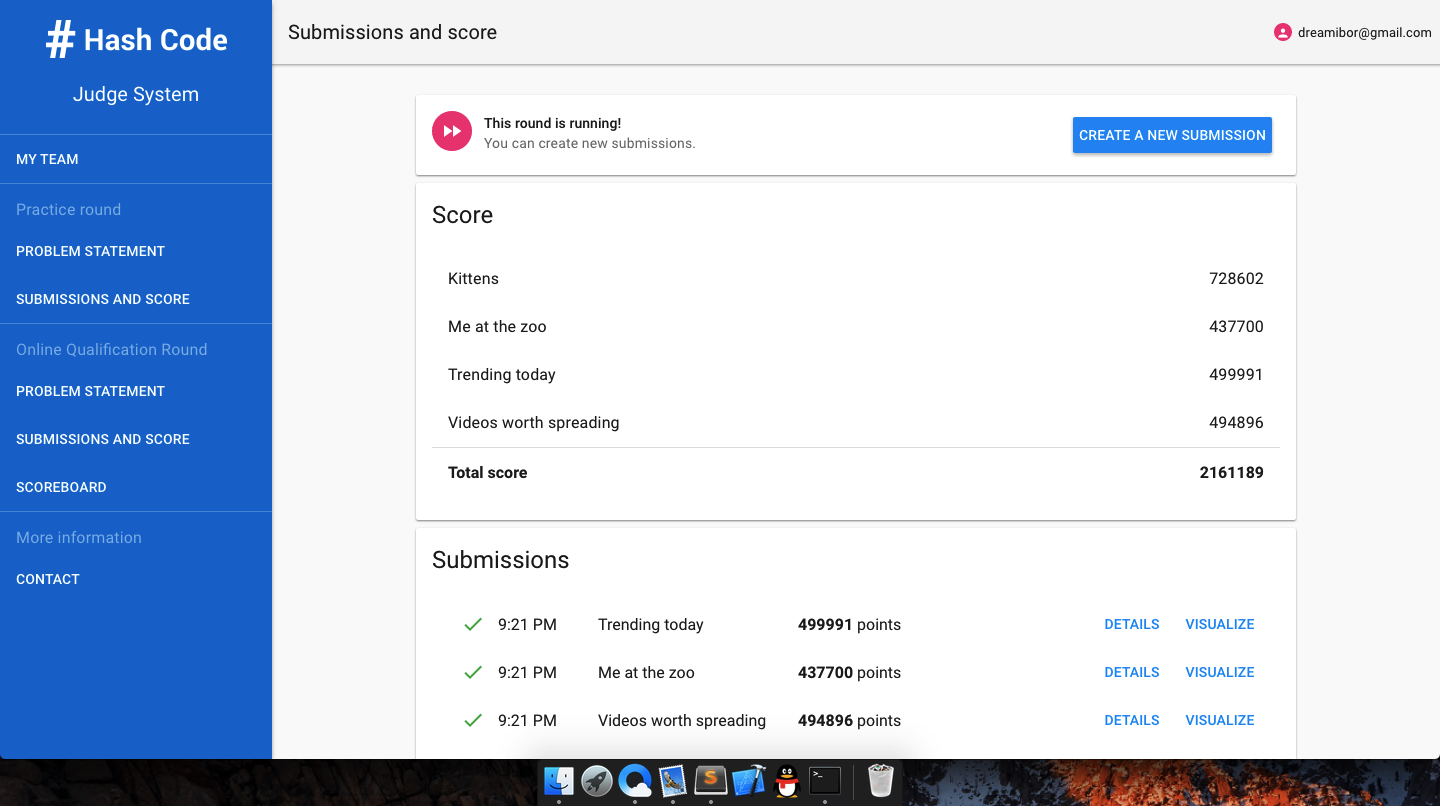 # Hash Code
Judge System
MY TEAM
Practice round
PROBLEM STATEMENT
SUBMISSIONS AND SCORE
Online Qualification Round
PROBLEM STATEMENT
SUBMISSIONS AND SCORE
SCOREBOARD
More information
CONTACT
Submissions and score
dreamibor@gmail.com
This round is running!
You can create new submissions.
CREATE A NEW SUBMISSION
Score
Kittens 728602
Me at the zoo 437700
Trending today 499991
Videos worth spreading 494896
Total score 2161189
Submissions
9:21 PM Trending today 499991 points DETAILS VISUALIZE
9:21 PM Me at the zoo 437700 points DETAILS VISUALIZE
9:21 PM Videos worth spreading 494896 points DETAILS VISUALIZE
S
>_